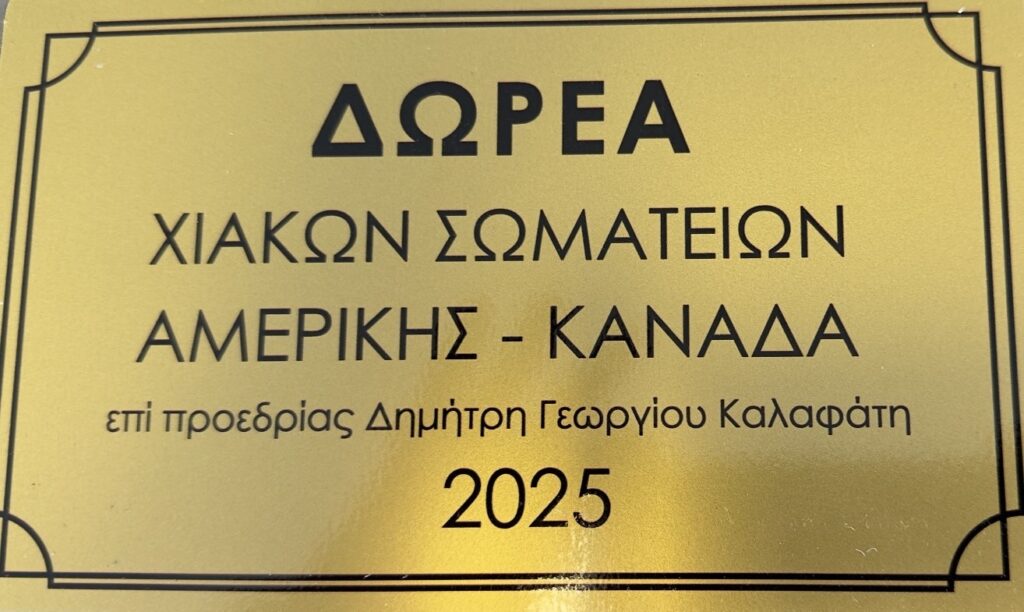 ΔΩΡΕΑ
ΧΙΑΚΩΝ ΣΩΜΑΤΕΙΩΝ
ΑΜΕΡΙΚΗΣ - ΚΑΝΑΔΑ
επί προεδρίας Δημήτρη Γεωργίου Καλαφάτη
2025